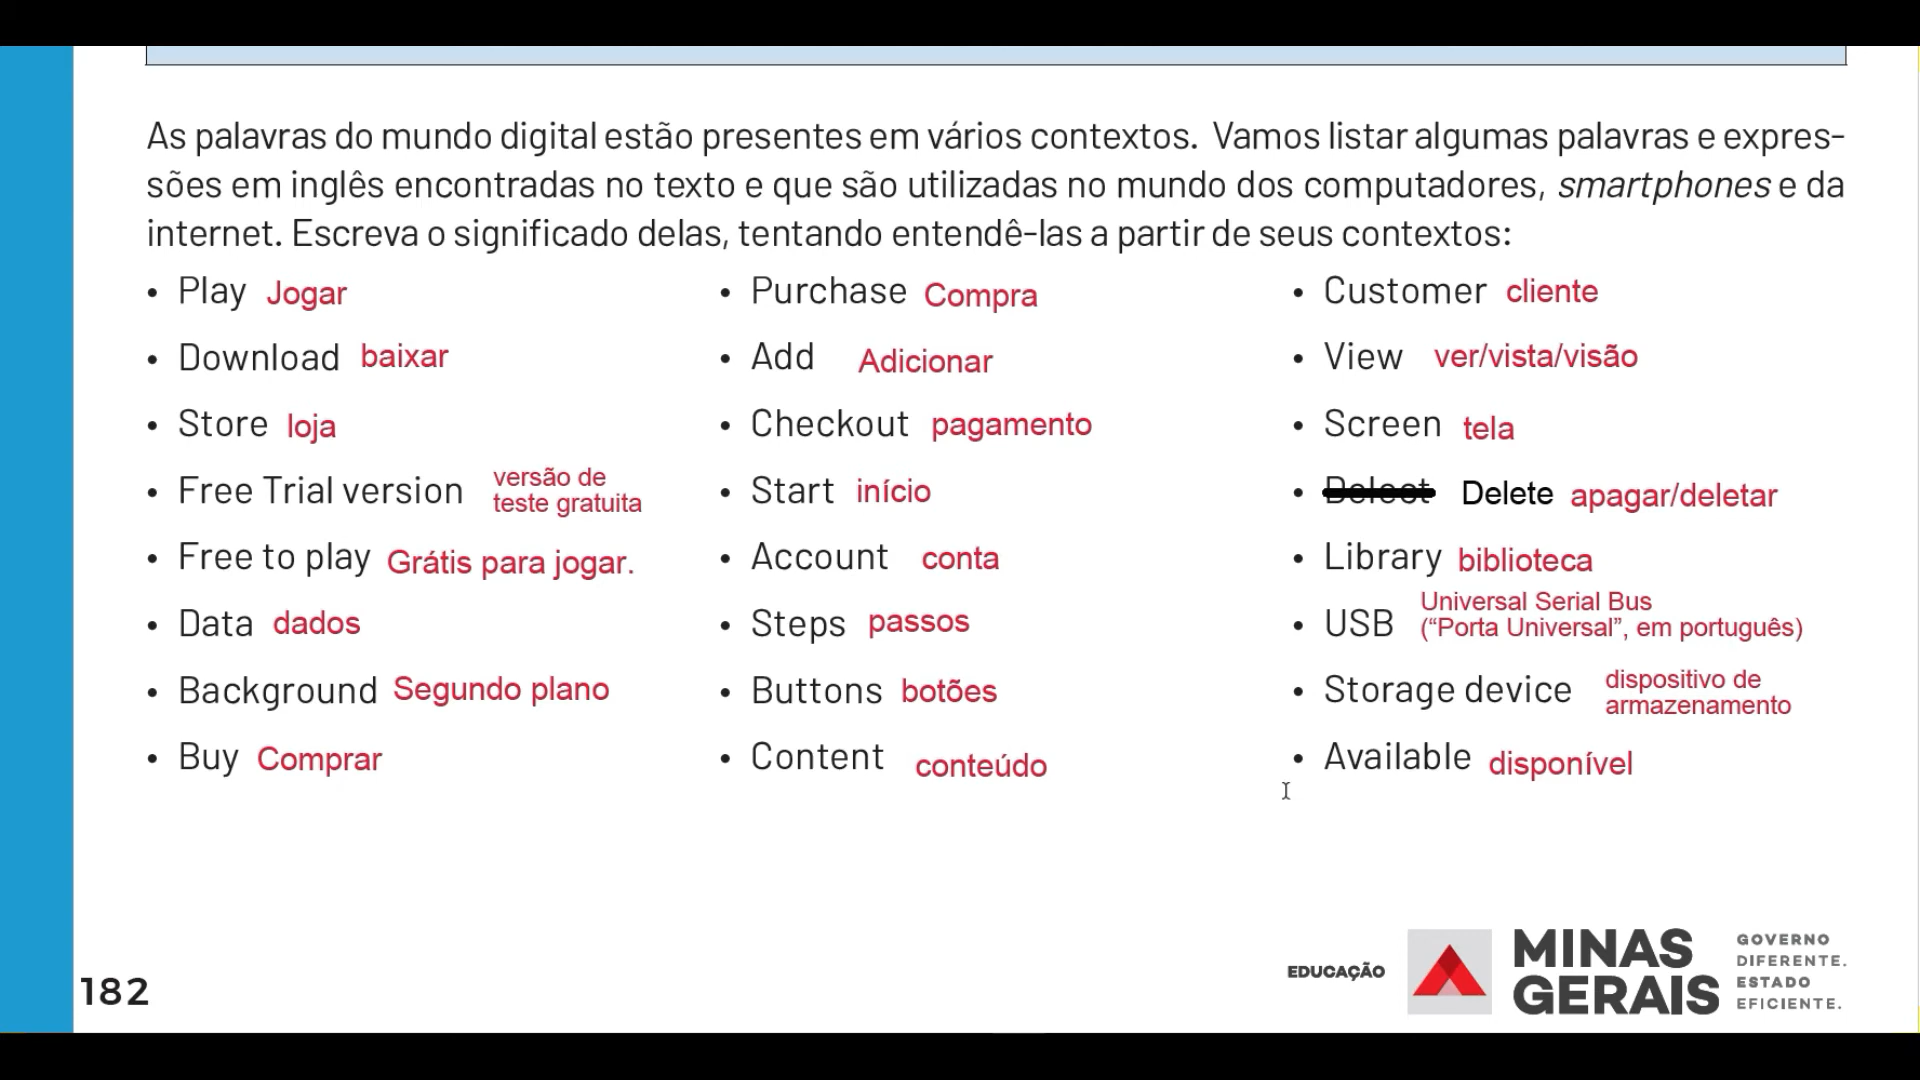 As palavras do mundo digital estão presentes em vários contextos. Vamos listar algumas palavras e expres-
sões em inglês encontradas no texto e que são utilizadas no mundo dos computadores, smartphones e da
internet. Escreva o significado delas, tentando entendê-las a partir de seus contextos:
• Play Jogar
• Download baixar
• Store loja
• Free Trial version versão de
teste gratuita
• Free to play Grátis para jogar.
• Data dados
• Background Segundo plano
• Buy Comprar
• Purchase Compra
• Add Adicionar
• Checkout pagamento
• Start início
• Account conta
• Steps passos
• Buttons botões
• Content conteúdo
• Customer cliente
• View ver/vista/visão
• Screen tela
• Delete apagar/deletar
• Library biblioteca
• USB Universal Serial Bus
(“Porta Universal”, em português)
• Storage device dispositivo de
armazenamento
• Available disponível
182
EDUCAÇÃO
MINAS
GERAIS
GOVERNO
DIFERENTE.
ESTADO
EFICIENTE.